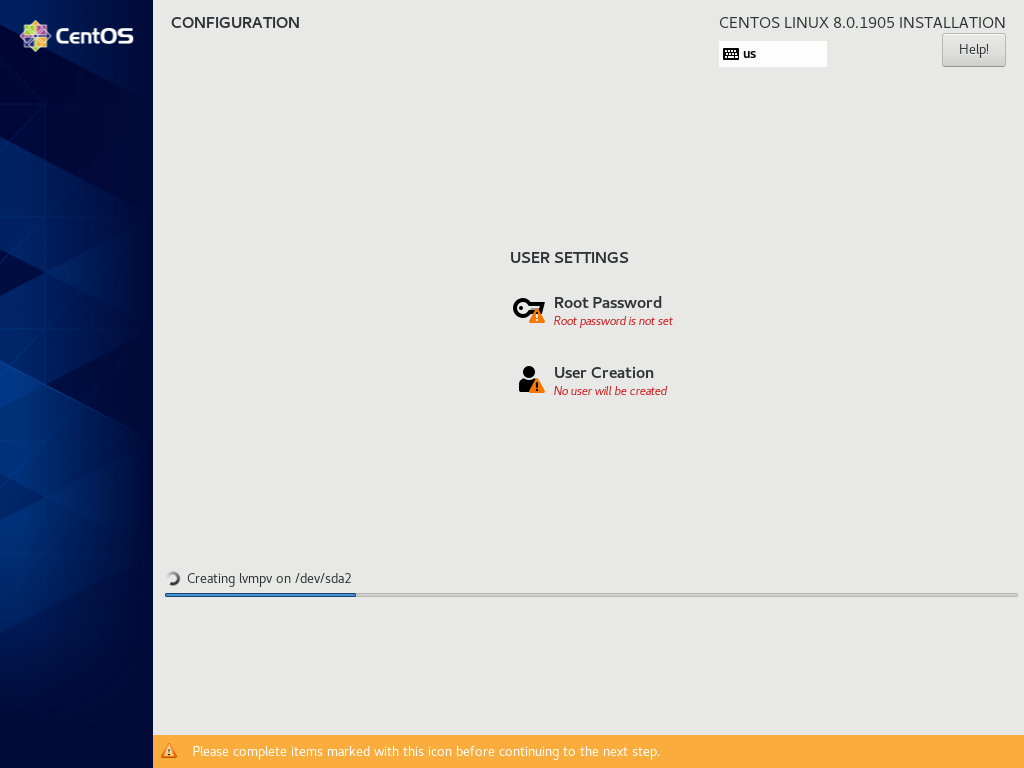 CentOS
CONFIGURATION
CENTOS LINUX 8.0.1905 INSTALLATION
us
Help!
USER SETTINGS
Root Password
Root password is not set
User Creation
No user will be created
Creating lvmpv on /dev/sda2
Please complete items marked with this icon before continuing to the next step.